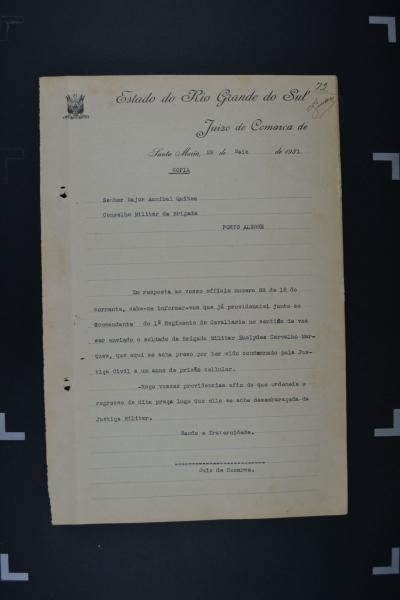 72
Estado do Rio Grande do Sul
Juizo de Comarca de
Santa Maria, 28 de Maio de 1931
COPIA
Senhor Major Annibal Quites
Conselho Militar da Brigada
PORTO ALEGRE
Em resposta ao vosso officio numero 88 de 18 do
corrente, cabe-me informar-vos que já providenciei junto ao
Commandante do 1º Regimento de Cavallaria no sentido de vos
ser enviado o soldado da Brigada Militar Euclydes Carvalho Mar-
ques, que aqui se acha preso por ter sido condemnado pela Jus-
tiça Civil a um anno de prisão cellular.
-Rogo vossas providencias afim de que ordeneis o
regresso da dita praça logo que elle se ache desembaraçada da
Justiça Militar.
Saude e fraternidade.
Juiz de Comarca.